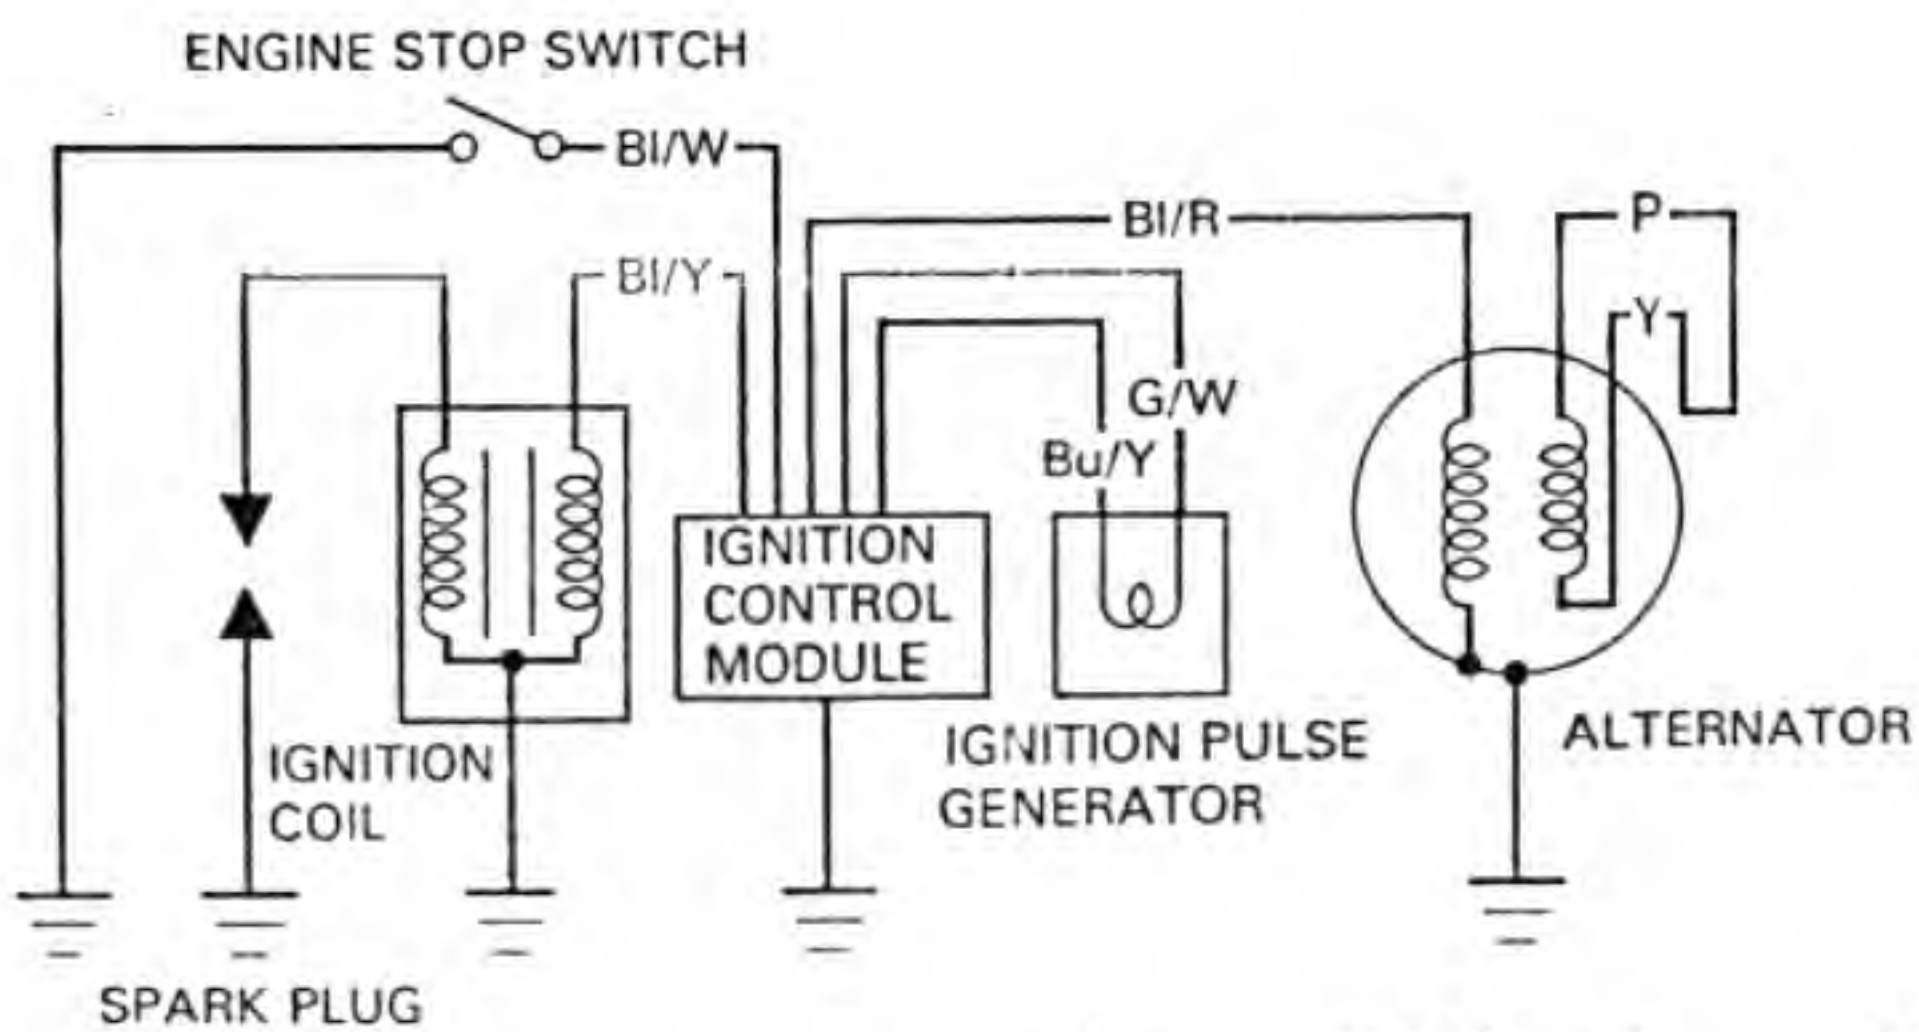 ENGINE STOP SWITCH
Bl/W
Bl/R
P
Bl/Y
Y
G/W
Bu/Y
IGNITION
CONTROL
MODULE
IGNITION
COIL
IGNITION PULSE
GENERATOR
ALTERNATOR
SPARK PLUG